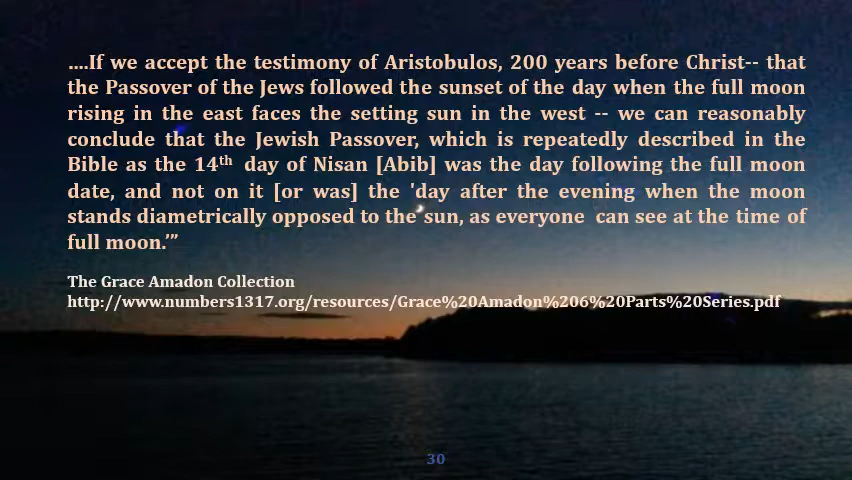 ....If we accept the testimony of Aristobulos, 200 years before Christ-- that
the Passover of the Jews followed the sunset of the day when the full moon
rising in the east faces the setting sun in the west -- we can reasonably
conclude that the Jewish Passover, which is repeatedly described in the
Bible as the 14th day of Nisan [Abib] was the day following the full moon
date, and not on it [or was] the 'day after the evening when the moon
stands diametrically opposed to the sun, as everyone can see at the time of
full moon.'”
The Grace Amadon Collection
http://www.numbers1317.org/resources/Grace%20Amadon%206%20Parts%20Series.pdf
30